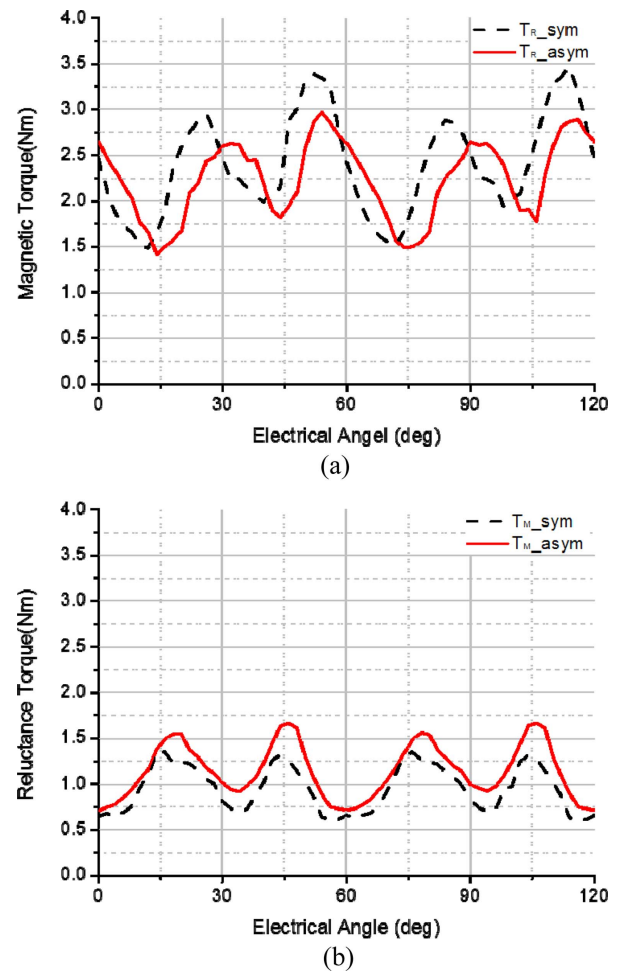 T_R_sym
T_R_asym
4.0
3.5
3.0
2.5
2.0
1.5
1.0
0.5
0.0
Magnetic Torque(Nm)
0 30 60 90 120
Electrical Angel (deg)
(a)
T_M_sym
T_M_asym
4.0
3.5
3.0
2.5
2.0
1.5
1.0
0.5
0.0
Reluctance Torque(Nm)
0 30 60 90 120
Electrical Angle (deg)
(b)